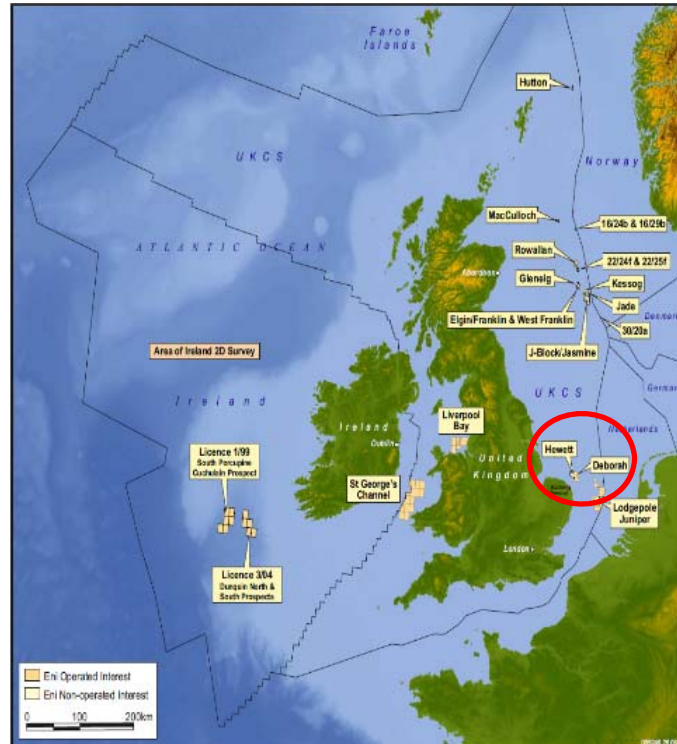 Faroe
Islands
Hutton
UKCS
Norway
MacCulloch
16/24b & 16/29b
ATLANTIC OCEAN
Rowallan
22/24f & 22/25f
Aberdeen
Glenelg
Kessog
Jade
Elgin/Franklin & West Franklin
Denmark
30/20a
J-Block/Jasmine
Area of Ireland 2D Survey
UKCS
Germany
Ireland
Liverpool
Bay
Ireland
Netherlands
Dublin
Hewett
Licence 1/99
South Porcupine
Cuchulain Prospect
United
Kingdom
Deborah
St George's
Channel
Lodgepole
Juniper
London
Licence 3/04
Dunquin North &
South Prospects
Eni Operated Interest
Eni Non-operated Interest
0 100 200km